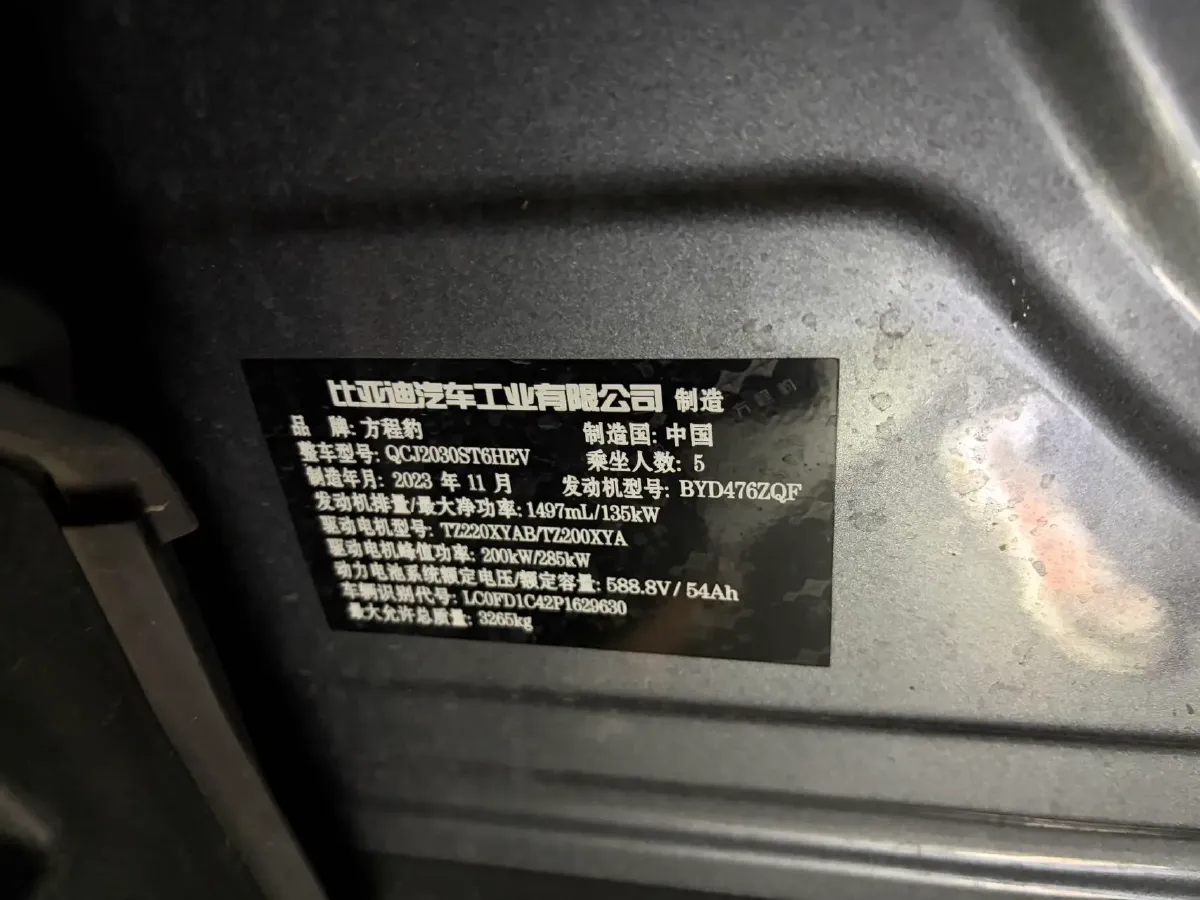 比亚迪汽车工业有限公司 制造
品 牌: 方程豹 制造国: 中国
整车型号: QCJ2030ST6HEV 乘坐人数: 5
制造年月: 2023 年 11 月 发动机型号: BYD476ZQF
发动机排量/最大净功率: 1497mL/135kW
驱动电机型号: TZ220XYAB/TZ200XYA
驱动电机峰值功率: 200kW/285kW
动力电池系统额定电压/额定容量: 588.8V / 54Ah
车辆识别代号: LC0FD1C42P1629630
最大允许总质量: 3265kg